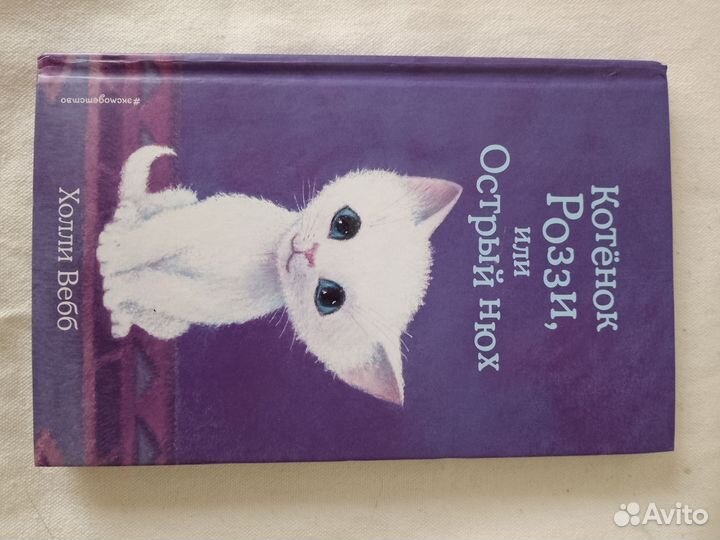 Котёнок
Роззи,
или
Острый нюх
Холли Вебб
#эксмодетство
Avito